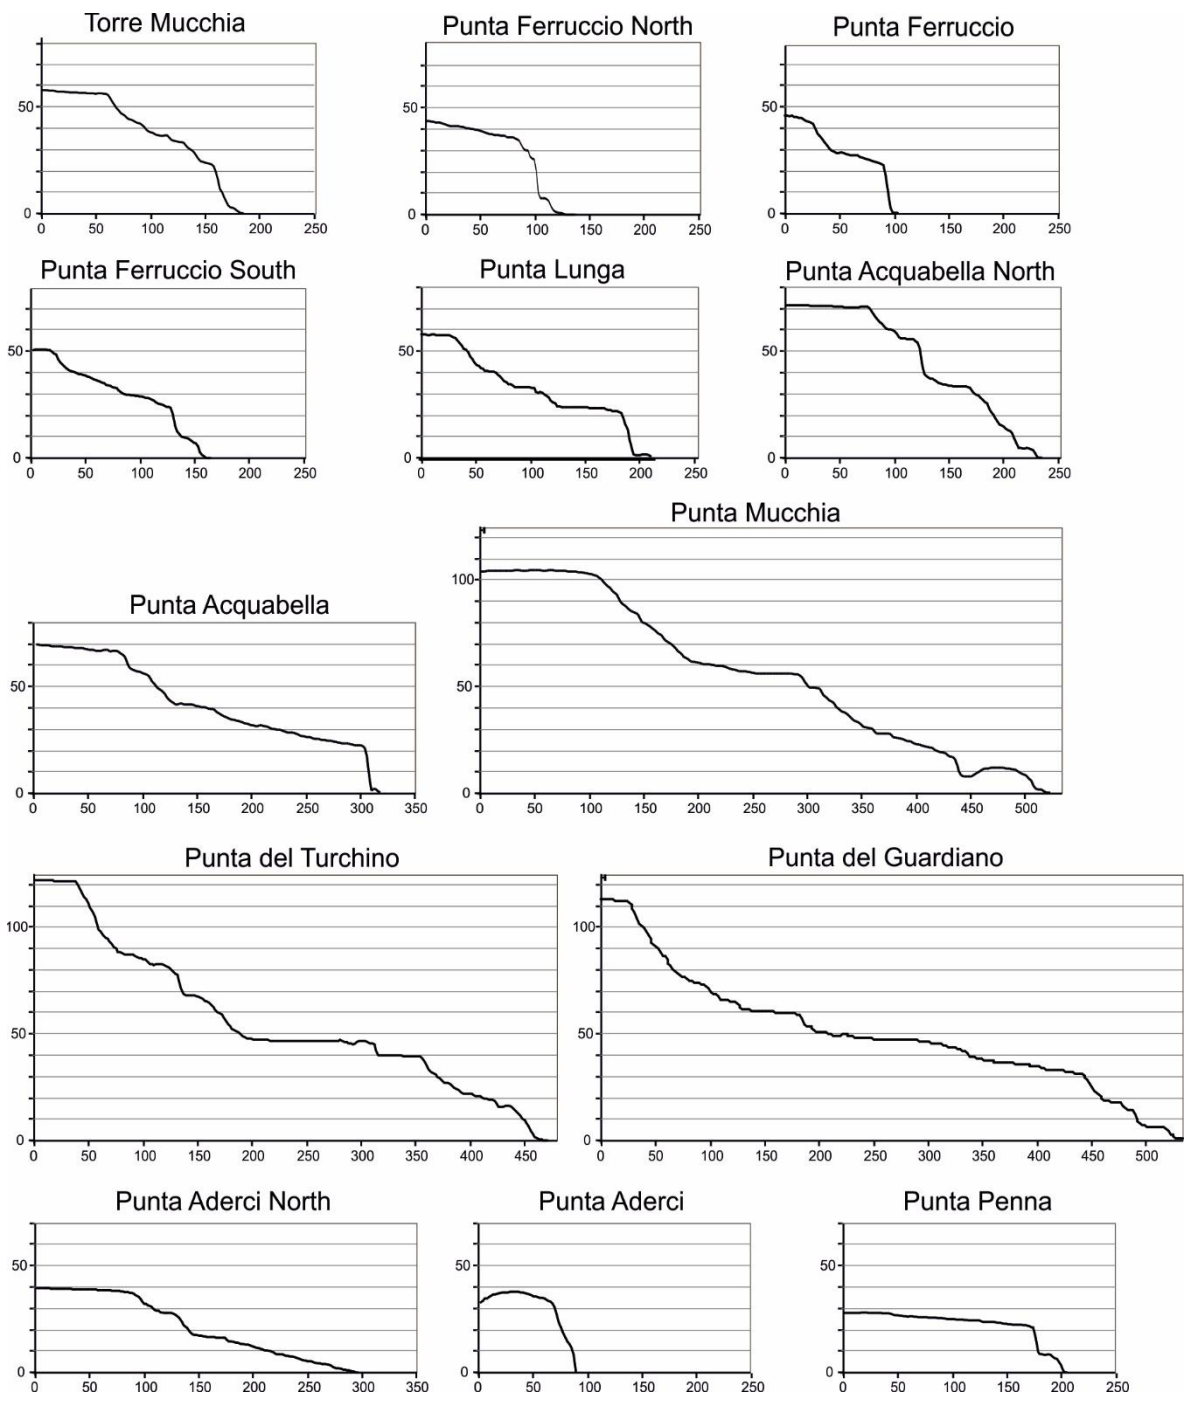 Torre Mucchia
50
0
0 50 100 150 200 250
Punta Ferruccio North
50
0
0 50 100 150 200 250
Punta Ferruccio
50
0
0 50 100 150 200 250
Punta Ferruccio South
50
0
0 50 100 150 200 250
Punta Lunga
50
0
0 50 100 150 200 250
Punta Acquabella North
50
0
0 50 100 150 200 250
Punta Acquabella
50
0
0 50 100 150 200 250 300 350
Punta Mucchia
100
50
0
0 50 100 150 200 250 300 350 400 450 500
Punta del Turchino
100
50
0
0 50 100 150 200 250 300 350 400 450
Punta del Guardiano
100
50
0
0 50 100 150 200 250 300 350 400 450 500
Punta Aderci North
50
0
0 50 100 150 200 250 300 350
Punta Aderci
50
0
0 50 100 150 200 250
Punta Penna
50
0
0 50 100 150 200 250